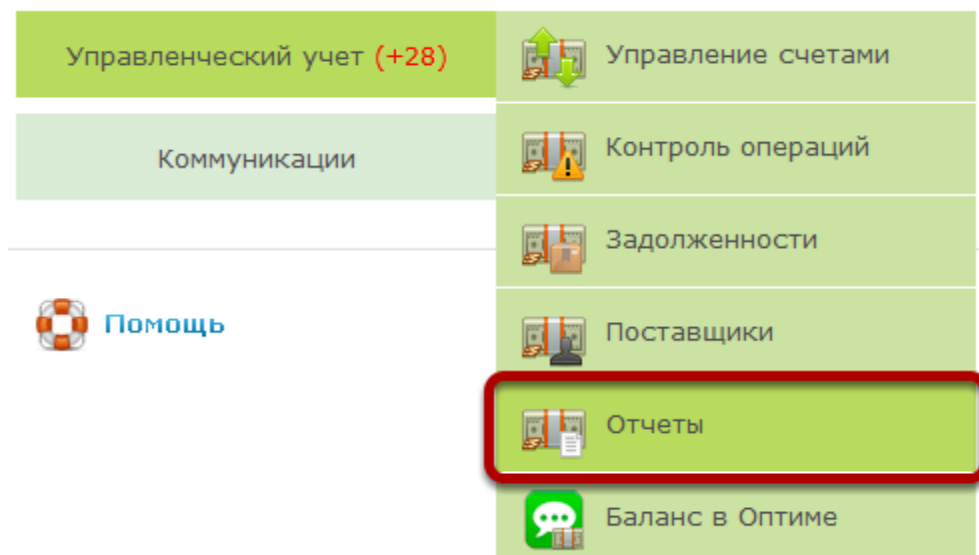 Управленческий учет (+28)
Коммуникации
Помощь
Управление счетами
Контроль операций
Задолженности
Поставщики
Отчеты
Баланс в Оптиме